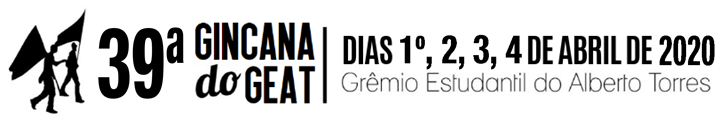 39ª GINCANA do GEAT
DIAS 1º, 2, 3, 4 DE ABRIL DE 2020
Grêmio Estudantil do Alberto Torres